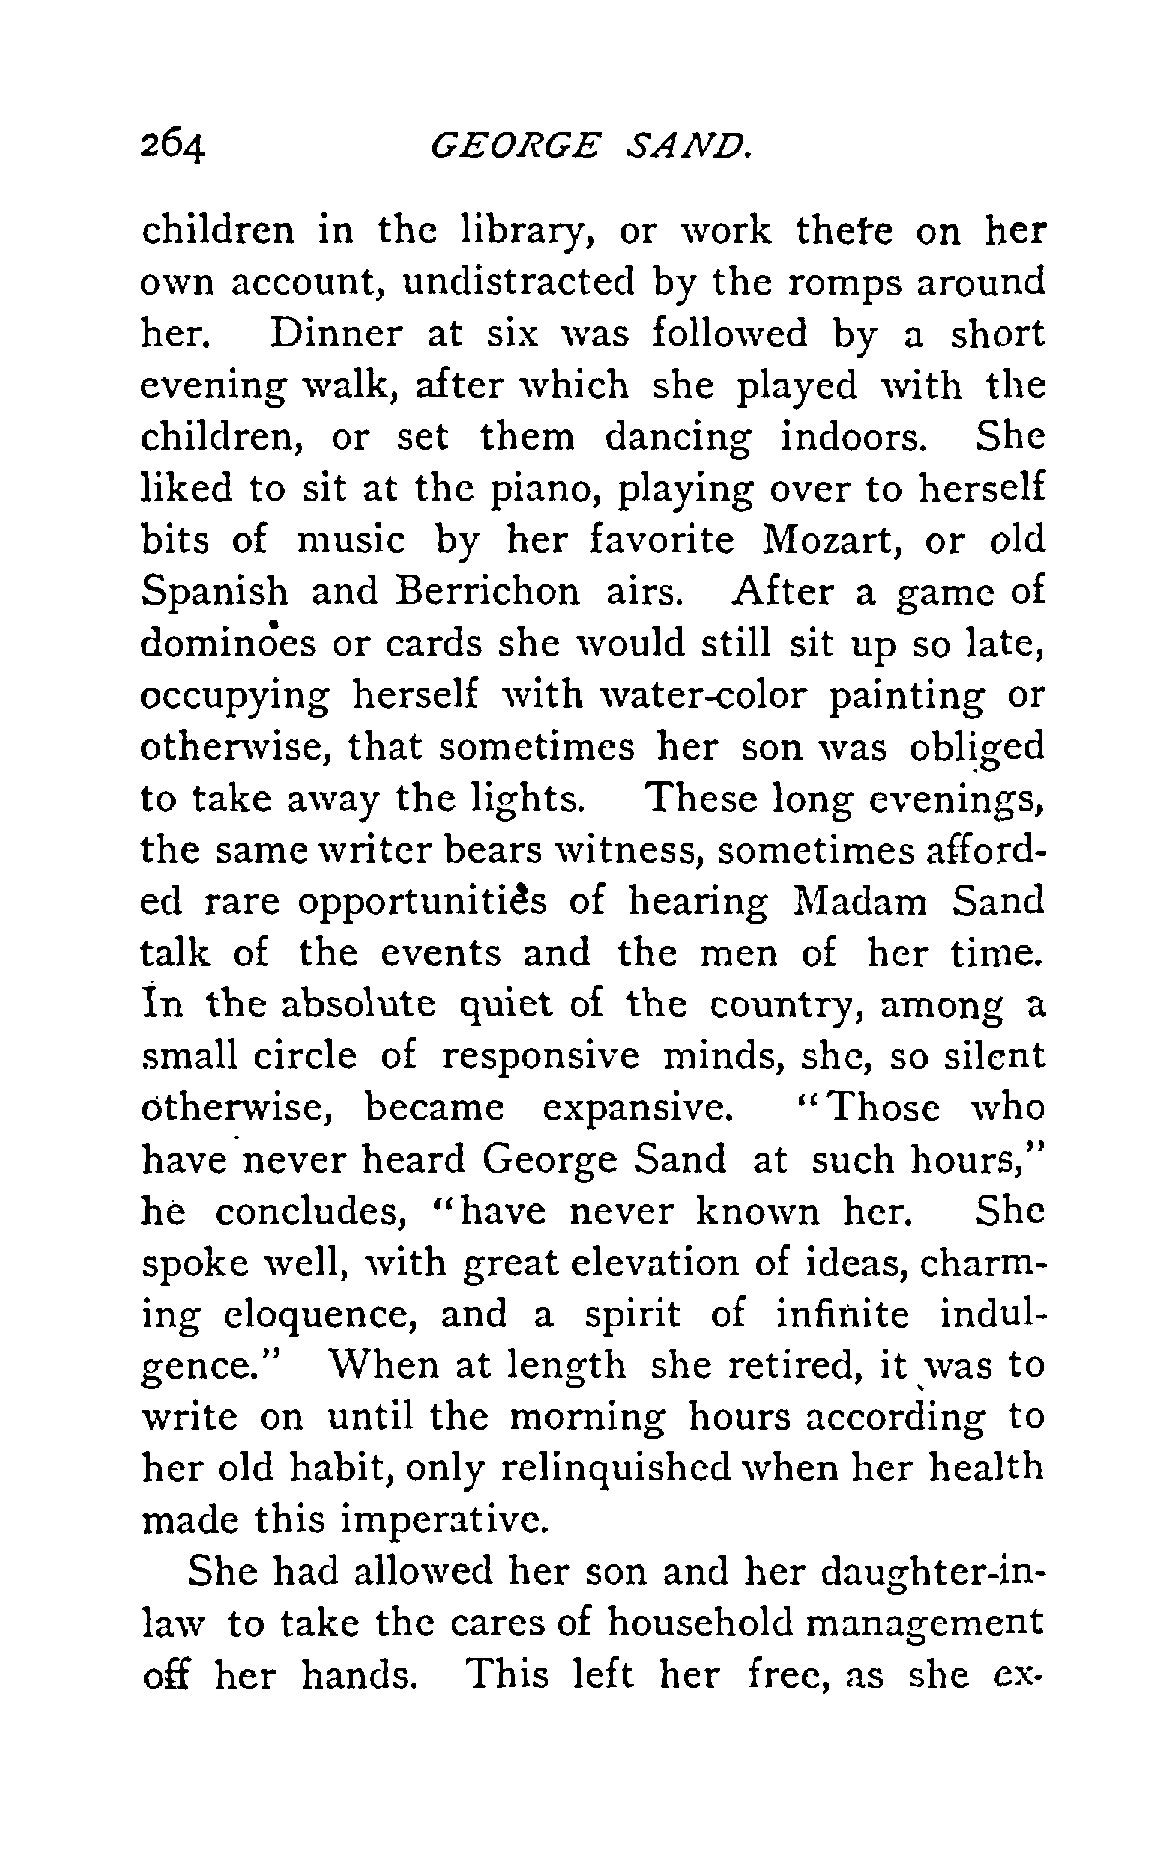 264 GEORGE SAND.
children in the library, or work there on her
own account, undistracted by the romps around
her. Dinner at six was followed by a short
evening walk, after which she played with the
children, or set them dancing indoors. She
liked to sit at the piano, playing over to herself
bits of music by her favorite Mozart, or old
Spanish and Berrichon airs. After a game of
dominoes or cards she would still sit up so late,
occupying herself with water-color painting or
otherwise, that sometimes her son was obliged
to take away the lights. These long evenings,
the same writer bears witness, sometimes afford-
ed rare opportunities of hearing Madam Sand
talk of the events and the men of her time.
In the absolute quiet of the country, among a
small circle of responsive minds, she, so silent
otherwise, became expansive. "Those who
have never heard George Sand at such hours,"
he concludes, "have never known her. She
spoke well, with great elevation of ideas, charm-
ing eloquence, and a spirit of infinite indul-
gence." When at length she retired, it was to
write on until the morning hours according to
her old habit, only relinquished when her health
made this imperative.
She had allowed her son and her daughter-in-
law to take the cares of household management
off her hands. This left her free, as she ex-